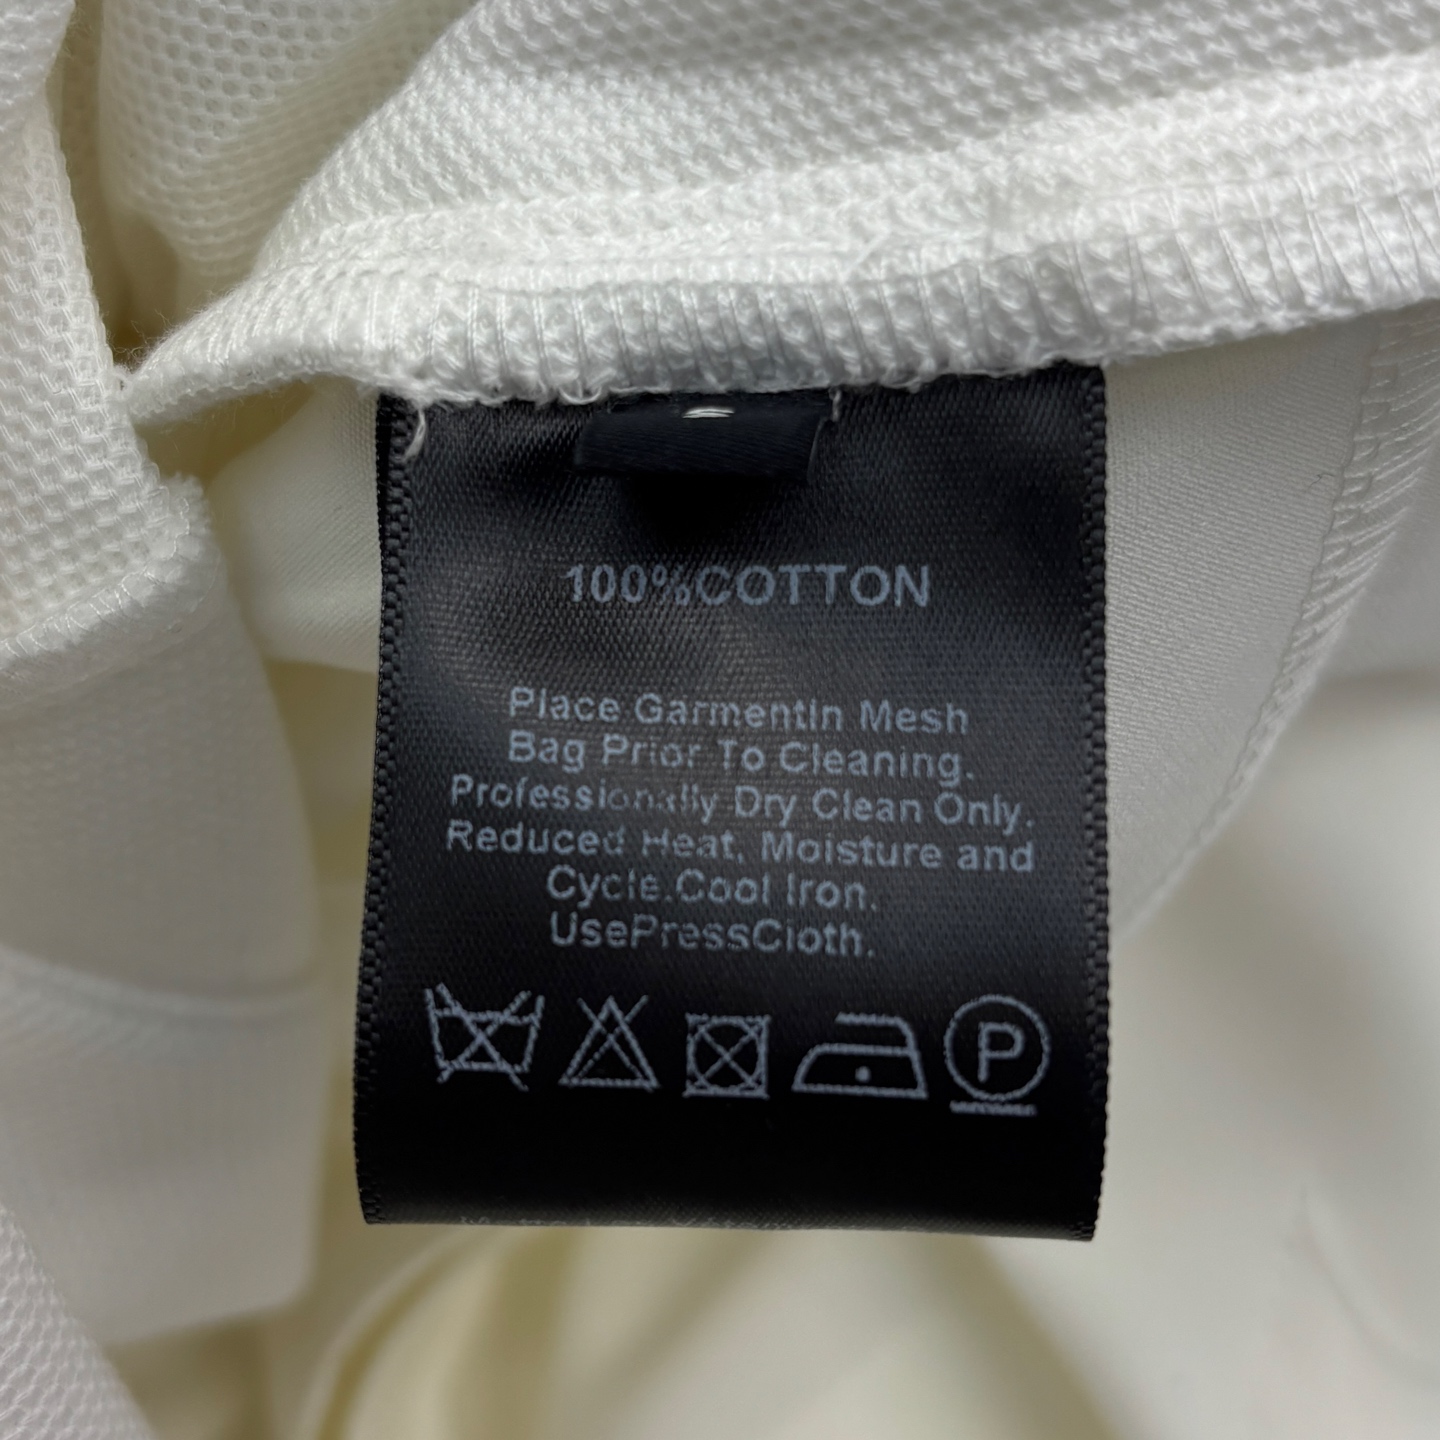 100%COTTON
Place Garmentin Mesh
Bag Prior To Cleaning.
Professionally Dry Clean Only.
Reduced Heat, Moisture and
Cycle.Cool Iron.
UsePressCloth.
P